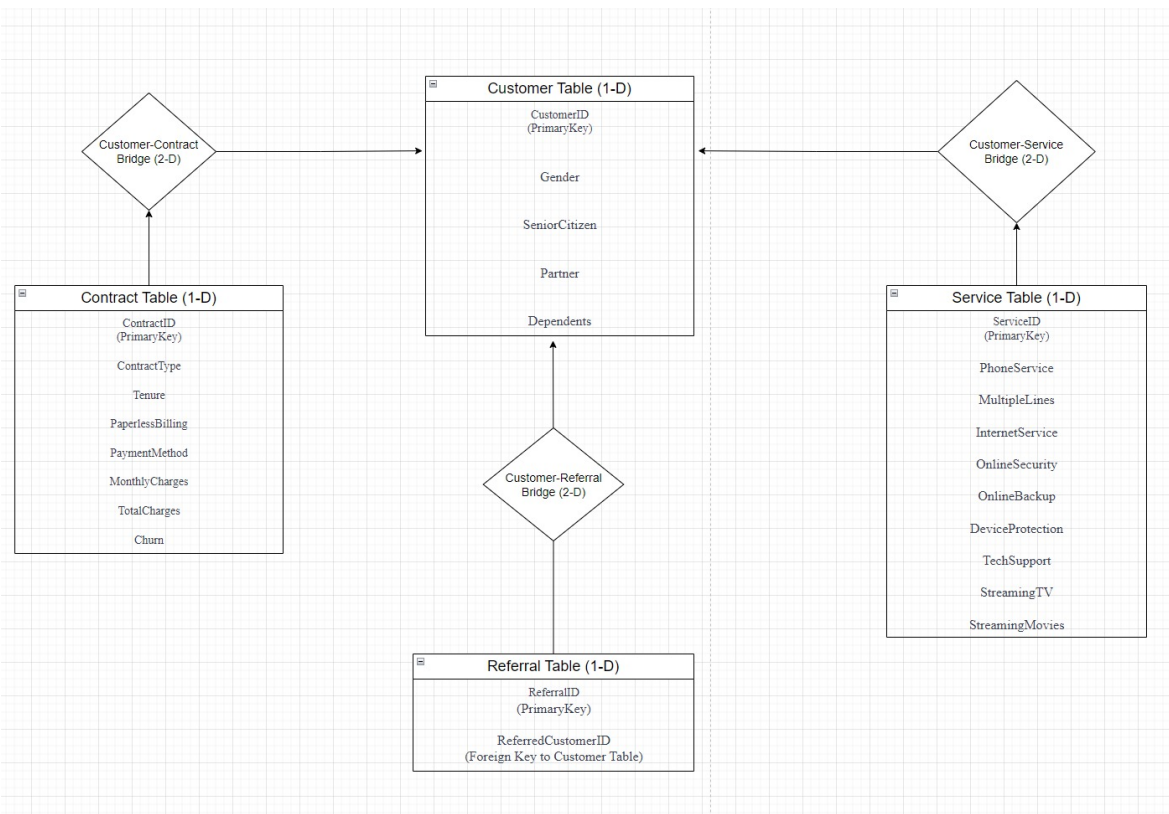 Customer Table (1-D)
CustomerID
(PrimaryKey)
Gender
SeniorCitizen
Partner
Dependents
Customer-Contract
Bridge (2-D)
Customer-Service
Bridge (2-D)
Contract Table (1-D)
ContractID
(PrimaryKey)
ContractType
Tenure
PaperlessBilling
PaymentMethod
MonthlyCharges
TotalCharges
Churn
Service Table (1-D)
ServiceID
(PrimaryKey)
PhoneService
MultipleLines
InternetService
OnlineSecurity
OnlineBackup
DeviceProtection
TechSupport
StreamingTV
StreamingMovies
Customer-Referral
Bridge (2-D)
Referral Table (1-D)
ReferralID
(PrimaryKey)
ReferredCustomerID
(Foreign Key to Customer Table)